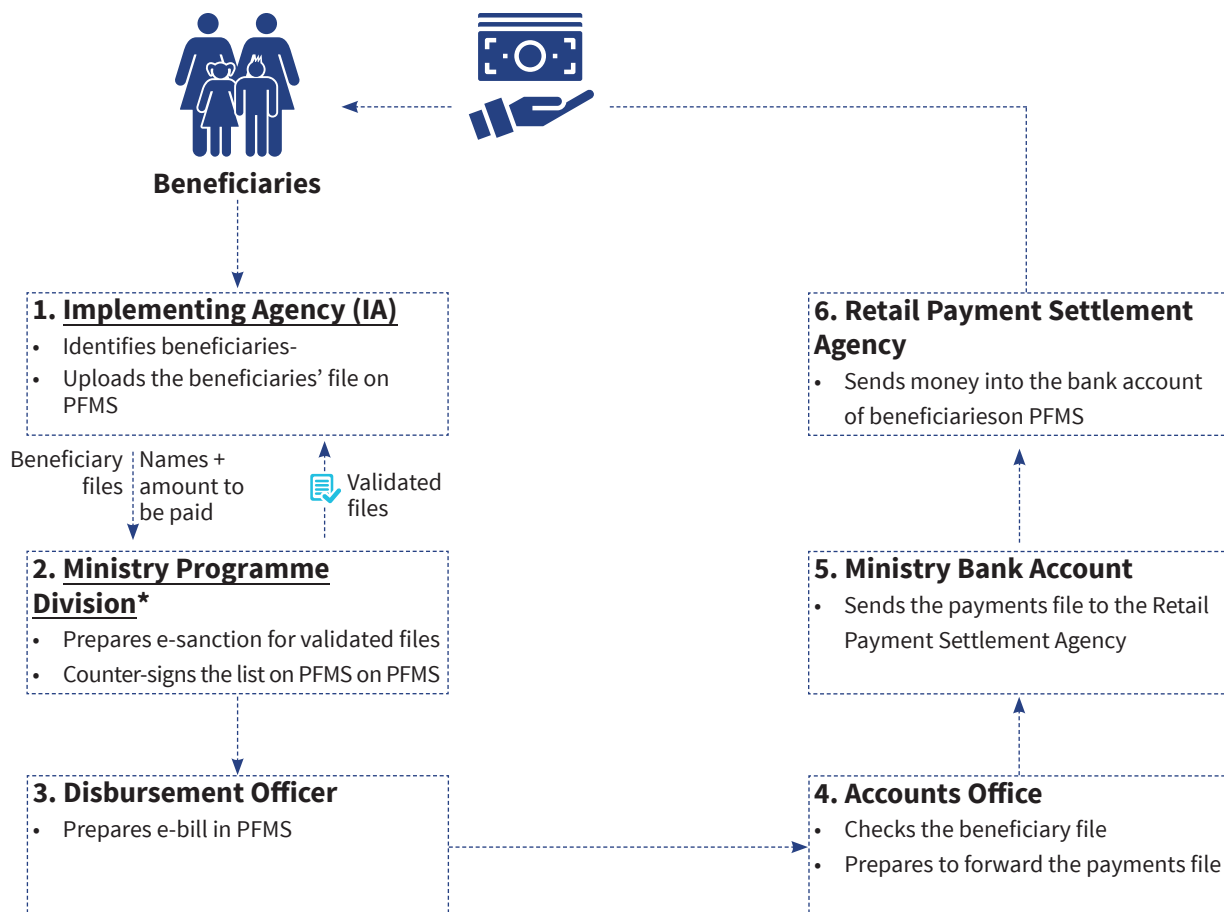 Beneficiaries
1. Implementing Agency (IA)
• Identifies beneficiaries-
• Uploads the beneficiaries’ file on
PFMS
Beneficiary
files
Names +
amount to
be paid
Validated
files
2. Ministry Programme
Division*
• Prepares e-sanction for validated files
• Counter-signs the list on PFMS on PFMS
3. Disbursement Officer
• Prepares e-bill in PFMS
4. Accounts Office
• Checks the beneficiary file
• Prepares to forward the payments file
5. Ministry Bank Account
• Sends the payments file to the Retail
Payment Settlement Agency
6. Retail Payment Settlement
Agency
• Sends money into the bank account
of beneficiarieson PFMS